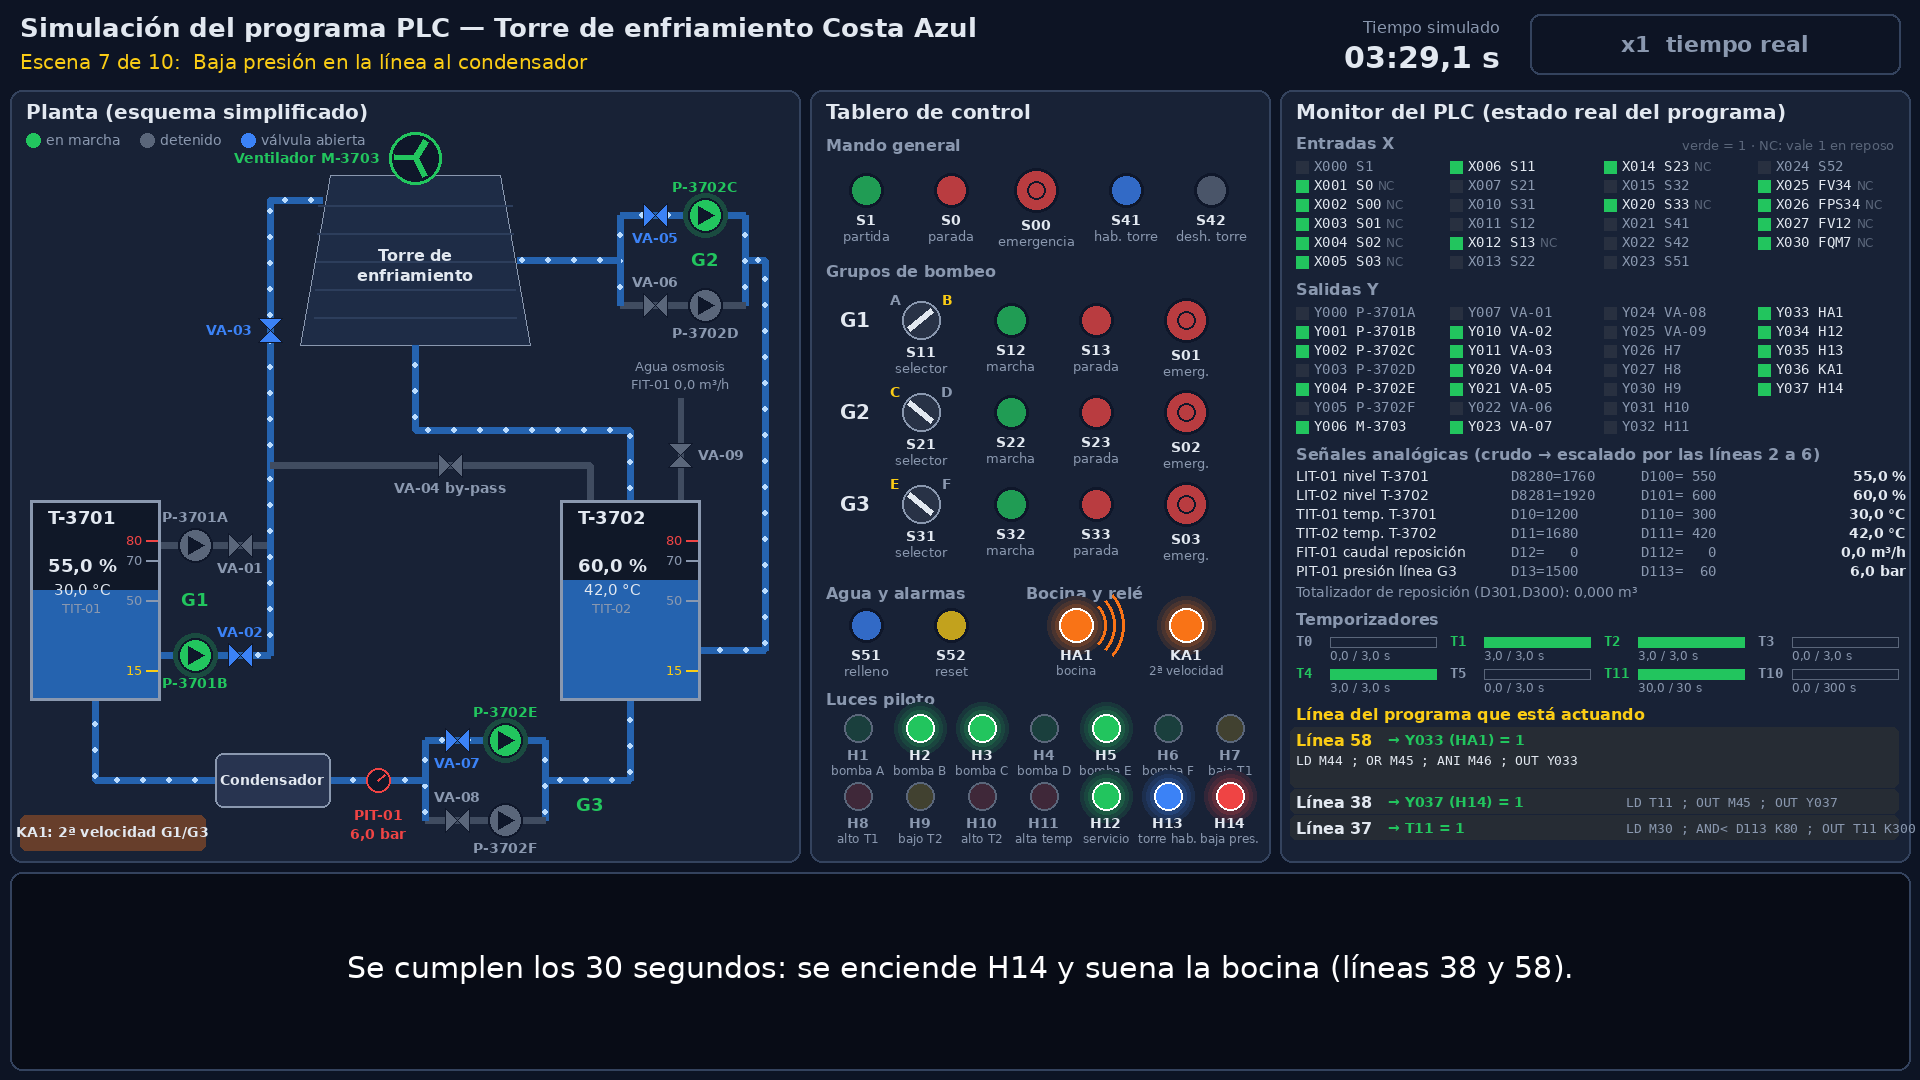 Simulación del programa PLC — Torre de enfriamiento Costa Azul
Escena 7 de 10:  Baja presión en la línea al condensador
Tiempo simulado
03:29,1 s
x1  tiempo real
Planta (esquema simplificado)
en marcha
detenido
válvula abierta
Ventilador M-3703
P-3702C
VA-05
G2
VA-06
P-3702D
Torre de
enfriamiento
VA-03
Agua osmosis
FIT-01 0,0 m³/h
VA-09
VA-04 by-pass
T-3701
P-3701A
80
70
55,0 %
VA-01
30,0 °C
TIT-01
50
G1
VA-02
15
P-3701B
T-3702
80
70
60,0 %
42,0 °C
TIT-02
50
15
P-3702E
VA-07
Condensador
VA-08
G3
PIT-01
6,0 bar
P-3702F
KA1: 2ª velocidad G1/G3
Tablero de control
Mando general
S1
partida
S0
parada
S00
emergencia
S41
hab. torre
S42
desh. torre
Grupos de bombeo
G1
A
B
S11
selector
S12
marcha
S13
parada
S01
emerg.
G2
C
D
S21
selector
S22
marcha
S23
parada
S02
emerg.
G3
E
F
S31
selector
S32
marcha
S33
parada
S03
emerg.
Agua y alarmas
Bocina y relé
S51
relleno
S52
reset
HA1
bocina
KA1
2ª velocidad
Luces piloto
H1
bomba A
H2
bomba B
H3
bomba C
H4
bomba D
H5
bomba E
H6
bomba F
H7
bajo T1
H8
alto T1
H9
bajo T2
H10
alto T2
H11
alta temp
H12
servicio
H13
torre hab.
H14
baja pres.
Monitor del PLC (estado real del programa)
Entradas X
verde = 1 · NC: vale 1 en reposo
X000 S1
X006 S11
X014 S23 NC
X024 S52
X001 S0 NC
X007 S21
X015 S32
X025 FV34 NC
X002 S00 NC
X010 S31
X020 S33 NC
X026 FPS34 NC
X003 S01 NC
X011 S12
X021 S41
X027 FV12 NC
X004 S02 NC
X012 S13 NC
X022 S42
X030 FQM7 NC
X005 S03 NC
X013 S22
X023 S51
Salidas Y
Y000 P-3701A
Y007 VA-01
Y024 VA-08
Y033 HA1
Y001 P-3701B
Y010 VA-02
Y025 VA-09
Y034 H12
Y002 P-3702C
Y011 VA-03
Y026 H7
Y035 H13
Y003 P-3702D
Y020 VA-04
Y027 H8
Y036 KA1
Y004 P-3702E
Y021 VA-05
Y030 H9
Y037 H14
Y005 P-3702F
Y022 VA-06
Y031 H10
Y006 M-3703
Y023 VA-07
Y032 H11
Señales analógicas (crudo → escalado por las líneas 2 a 6)
LIT-01 nivel T-3701 D8280=1760 D100= 550 55,0 %
LIT-02 nivel T-3702 D8281=1920 D101= 600 60,0 %
TIT-01 temp. T-3701 D10=1200 D110= 300 30,0 °C
TIT-02 temp. T-3702 D11=1680 D111= 420 42,0 °C
FIT-01 caudal reposición D12=   0 D112=   0 0,0 m³/h
PIT-01 presión línea G3 D13=1500 D113=  60 6,0 bar
Totalizador de reposición (D301,D300): 0,000 m³
Temporizadores
T0
0,0 / 3,0 s
T1
3,0 / 3,0 s
T2
3,0 / 3,0 s
T3
0,0 / 3,0 s
T4
3,0 / 3,0 s
T5
0,0 / 3,0 s
T11
30,0 / 30 s
T10
0,0 / 300 s
Línea del programa que está actuando
Línea 58 → Y033 (HA1) = 1
LD M44 ; OR M45 ; ANI M46 ; OUT Y033
Línea 38 → Y037 (H14) = 1 LD T11 ; OUT M45 ; OUT Y037
Línea 37 → T11 = 1 LD M30 ; AND< D113 K80 ; OUT T11 K300
Se cumplen los 30 segundos: se enciende H14 y suena la bocina (líneas 38 y 58).